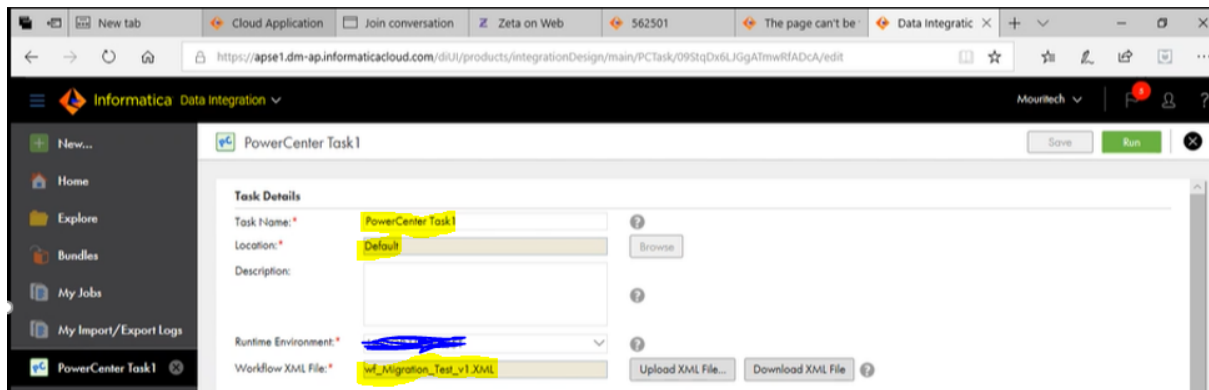 New tab Cloud Application Join conversation Zeta on Web 562501 The page can't be Data Integratic
https://apse1.dm-ap.informaticacloud.com/diUI/products/integrationDesign/main/PCTask/09StqDx6LJGgATmwRfADcA/edit
Informatica Data Integration Mouritech
New... PowerCenter Task1 Save Run
Home
Task Details
Explore Task Name:* PowerCenter Task1
Location:* Default Browse
Bundles
Description:
My Jobs
My Import/Export Logs
Runtime Environment:*
PowerCenter Task1 Workflow XML File:* wf_Migration_Test_v1.XML Upload XML File... Download XML File